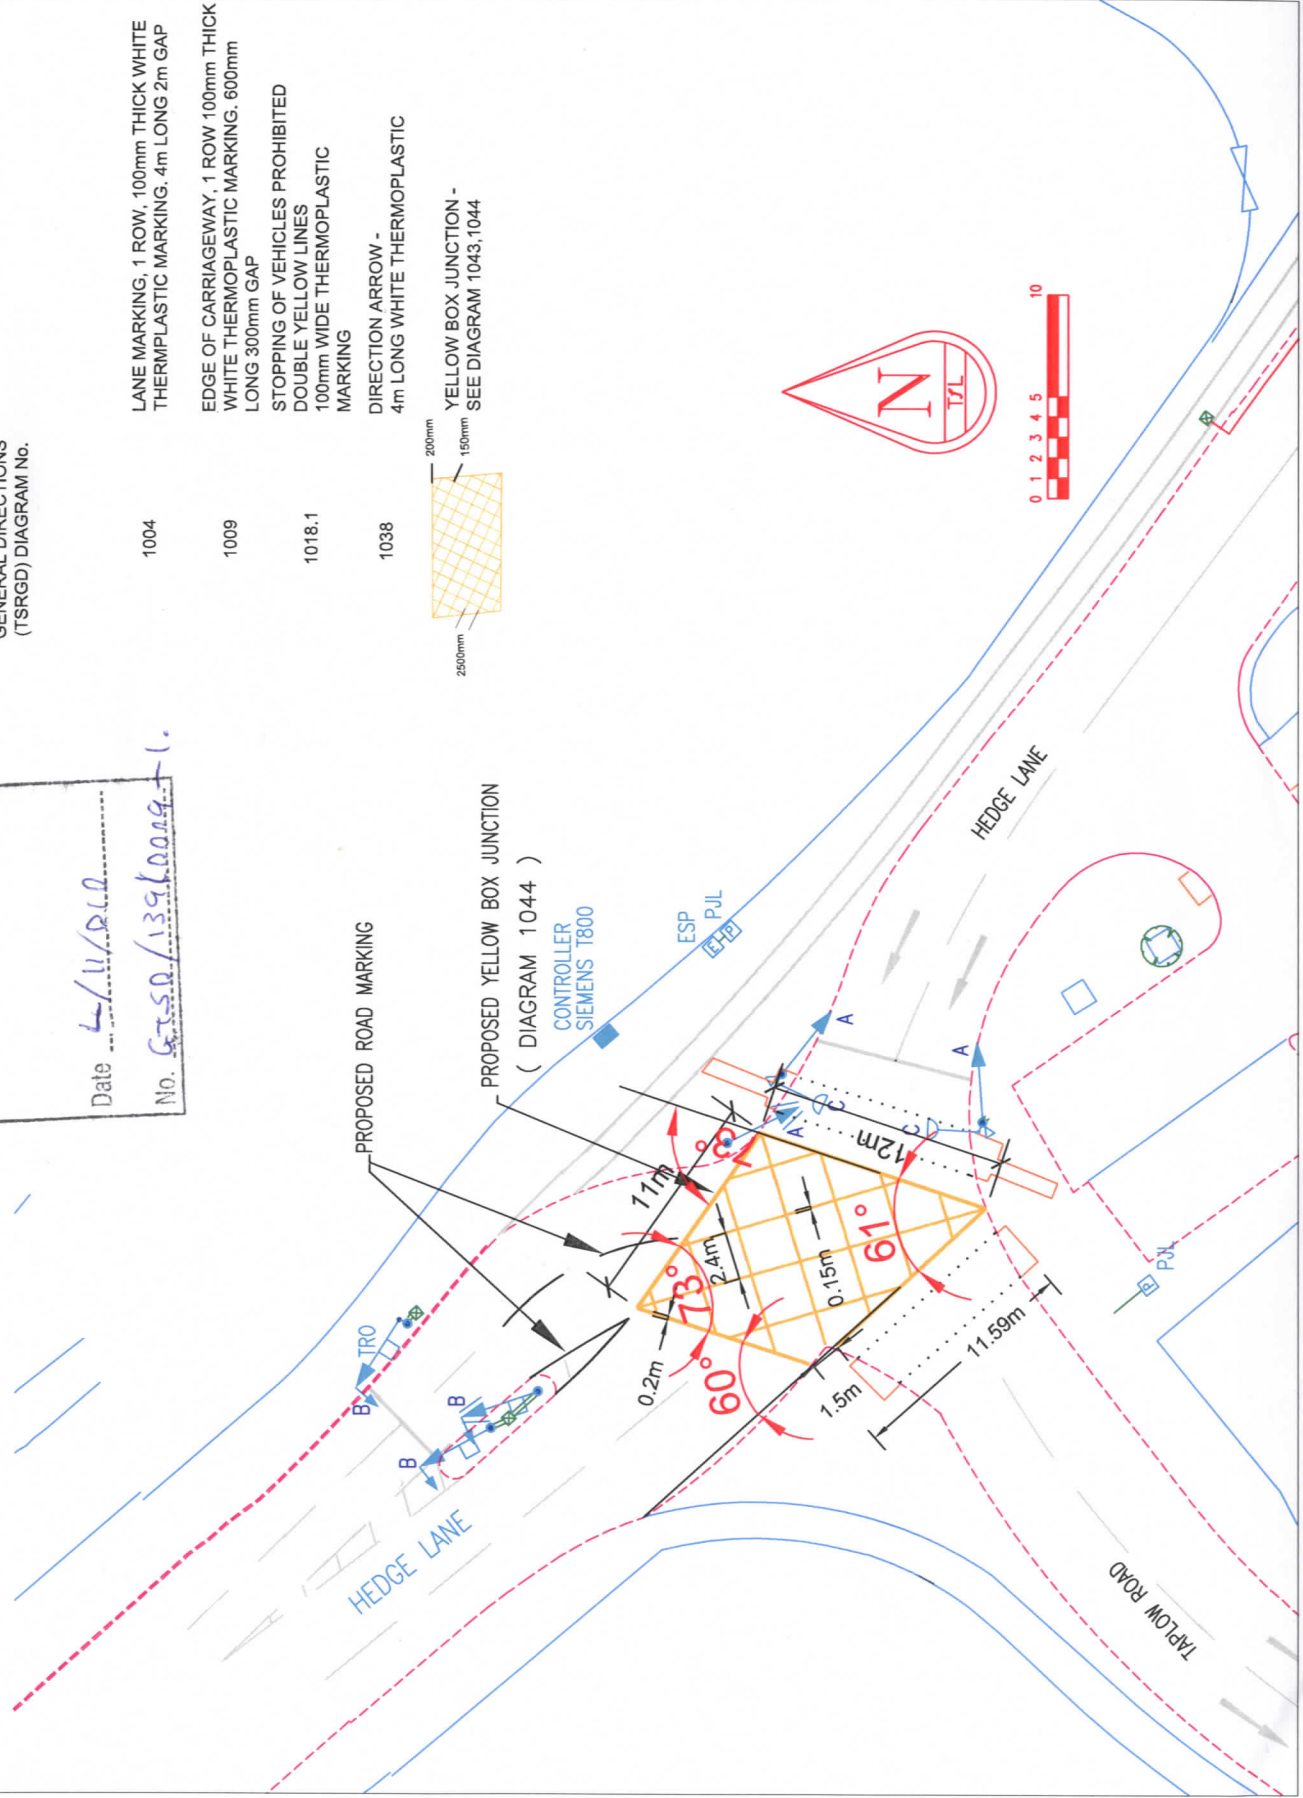 GENERAL DIRECTIONS
(TSRGD) DIAGRAM No.
1004
LANE MARKING, 1 ROW, 100mm THICK WHITE
THERMPLASTIC MARKING. 4m LONG 2m GAP
1009
EDGE OF CARRIAGEWAY, 1 ROW 100mm THICK
WHITE THERMOPLASTIC MARKING. 600mm
LONG 300mm GAP
1018.1
STOPPING OF VEHICLES PROHIBITED
DOUBLE YELLOW LINES
100mm WIDE THERMOPLASTIC
MARKING
1038
DIRECTION ARROW -
4m LONG WHITE THERMOPLASTIC
200mm
150mm
2500mm
YELLOW BOX JUNCTION -
SEE DIAGRAM 1043,1044
Date
No.
PROPOSED ROAD MARKING
PROPOSED YELLOW BOX JUNCTION
( DIAGRAM 1044 )
CONTROLLER
SIEMENS T800
ESP
PJL
E
H
P
N
TSL
0 1 2 3 4 5 10
TRO
B
B
B
HEDGE LANE
HEDGE LANE
A
A
A
C
C
11m
12m
73°
73°
61°
60°
2.4m
0.15m
0.2m
1.5m
11.59m
P
PJL
TAPLOW ROAD